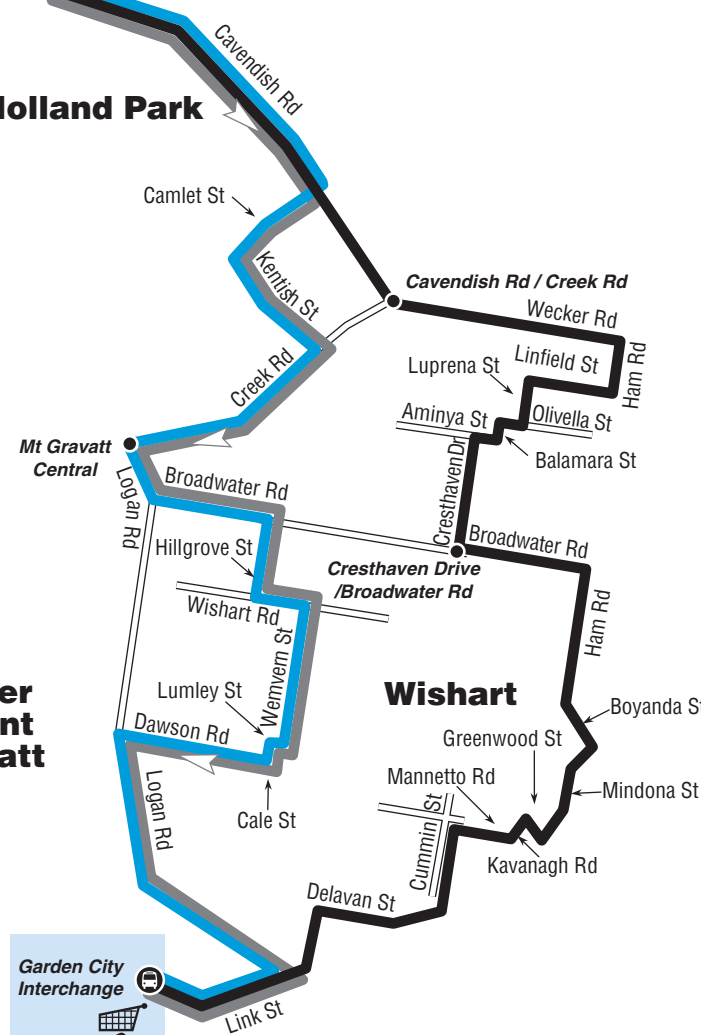 Cavendish Rd
Holland Park
Camlet St
Kentish St
Cavendish Rd / Creek Rd
Wecker Rd
Ham Rd
Linfield St
Luprena St
Creek Rd
Aminya St
Olivella St
Balamara St
Mt Gravatt
Central
Logan Rd
Broadwater Rd
Cresthaven Dr
Broadwater Rd
Hillgrove St
Cresthaven Drive
/Broadwater Rd
Wishart Rd
Ham Rd
Wemvern St
Lumley St
Wishart
er
nt
att
Dawson Rd
Boyanda St
Greenwood St
Mannetto Rd
Mindona St
Logan Rd
Cale St
Cummin St
Kavanagh Rd
Delavan St
Garden City
Interchange
Link St